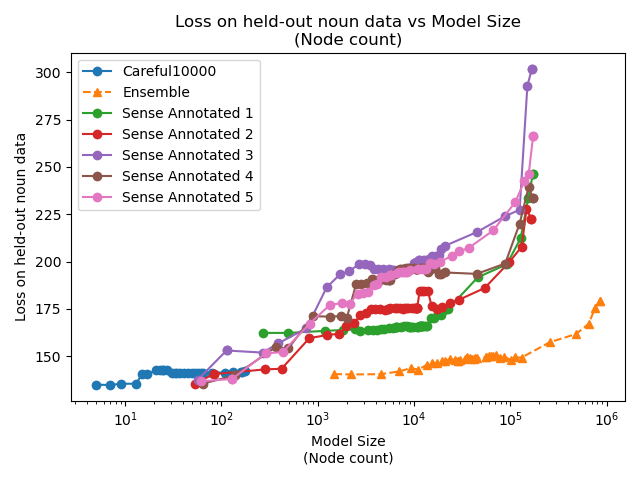 Loss on held-out noun data vs Model Size
(Node count)
Careful10000
Ensemble
Sense Annotated 1
Sense Annotated 2
Sense Annotated 3
Sense Annotated 4
Sense Annotated 5
Loss on held-out noun data
300
275
250
225
200
175
150
10¹ 10² 10³ 10⁴ 10⁵ 10⁶
Model Size
(Node count)